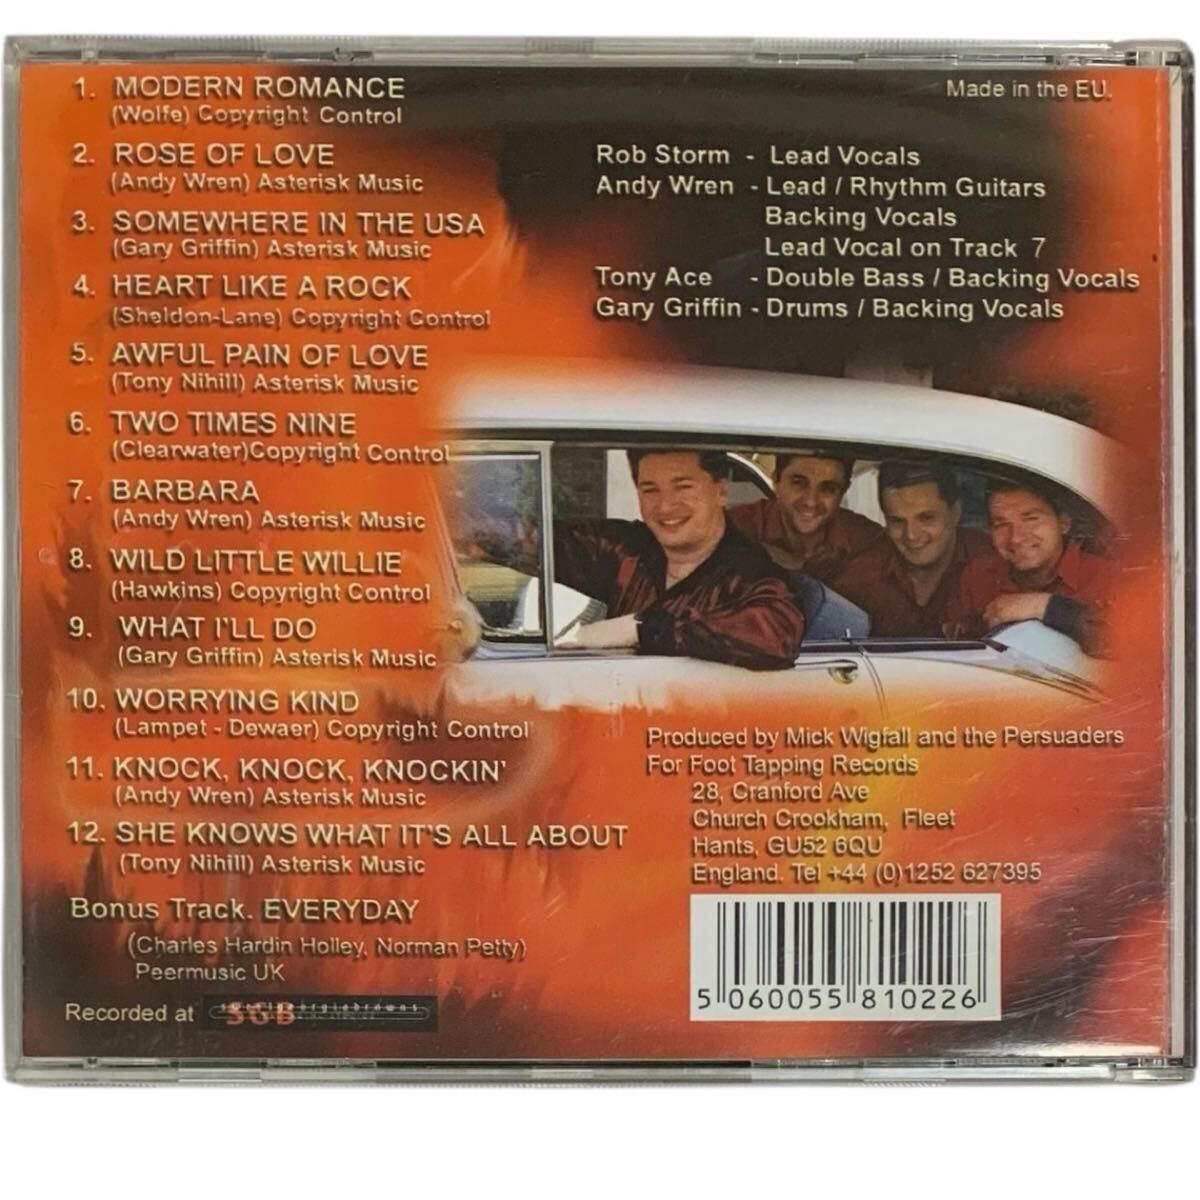 1. MODERN ROMANCE
(Wolfe) Copyright Control
2. ROSE OF LOVE
(Andy Wren) Asterisk Music
3. SOMEWHERE IN THE USA
(Gary Griffin) Asterisk Music
4. HEART LIKE A ROCK
(Sheldon-Lane) Copyright Control
5. AWFUL PAIN OF LOVE
(Tony Nihill) Asterisk Music
6. TWO TIMES NINE
(Clearwater)Copyright Control
7. BARBARA
(Andy Wren) Asterisk Music
8. WILD LITTLE WILLIE
(Hawkins) Copyright Control
9. WHAT I'LL DO
(Gary Griffin) Asterisk Music
10. WORRYING KIND
(Lampet - Dewaer) Copyright Control
11. KNOCK, KNOCK, KNOCKIN'
(Andy Wren) Asterisk Music
12. SHE KNOWS WHAT IT'S ALL ABOUT
(Tony Nihill) Asterisk Music
Bonus Track. EVERYDAY
(Charles Hardin Holley, Norman Petty)
Peermusic UK
Recorded at SGB
Made in the EU.
Rob Storm - Lead Vocals
Andy Wren - Lead / Rhythm Guitars
Backing Vocals
Lead Vocal on Track 7
Tony Ace - Double Bass / Backing Vocals
Gary Griffin - Drums / Backing Vocals
Produced by Mick Wigfall and the Persuaders
For Foot Tapping Records
28, Cranford Ave
Church Crookham, Fleet
Hants, GU52 6QU
England. Tel +44 (0)1252 627395
5 060055 810226